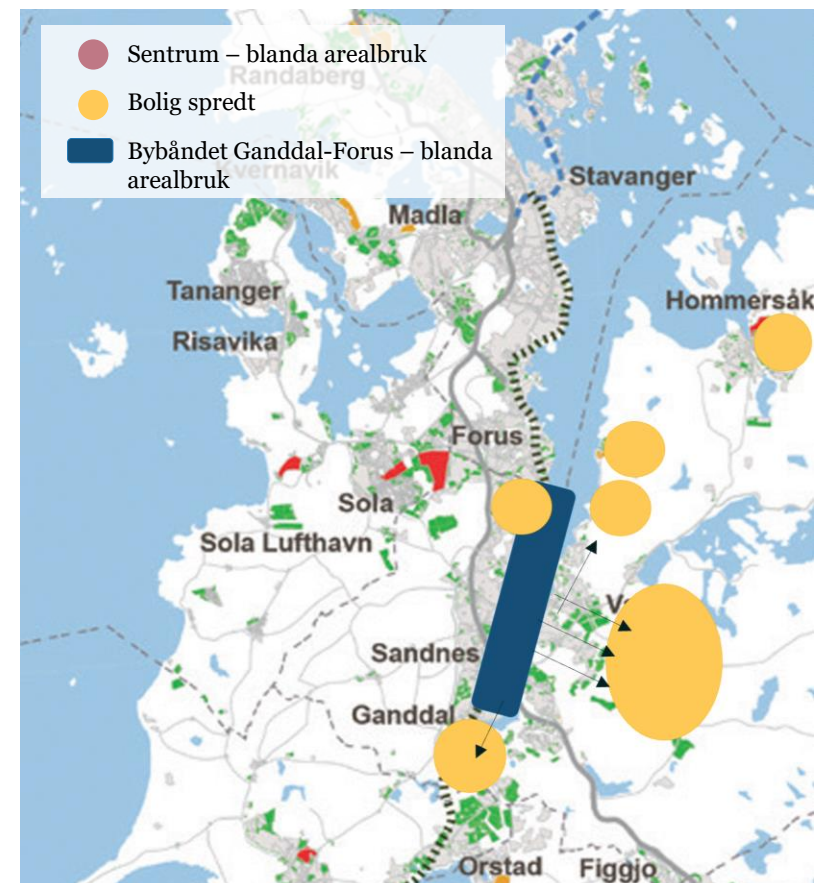 Sentrum – blanda arealbruk
Randaberg
Bolig spredt
Bybåndet Ganddal-Forus – blanda
arealbruk
Stavanger
Madla
Tananger
Hommersåk
Risavika
Forus
Sola
Sola Lufthavn
Sandnes
Ganddal
Orstad
Figgjo